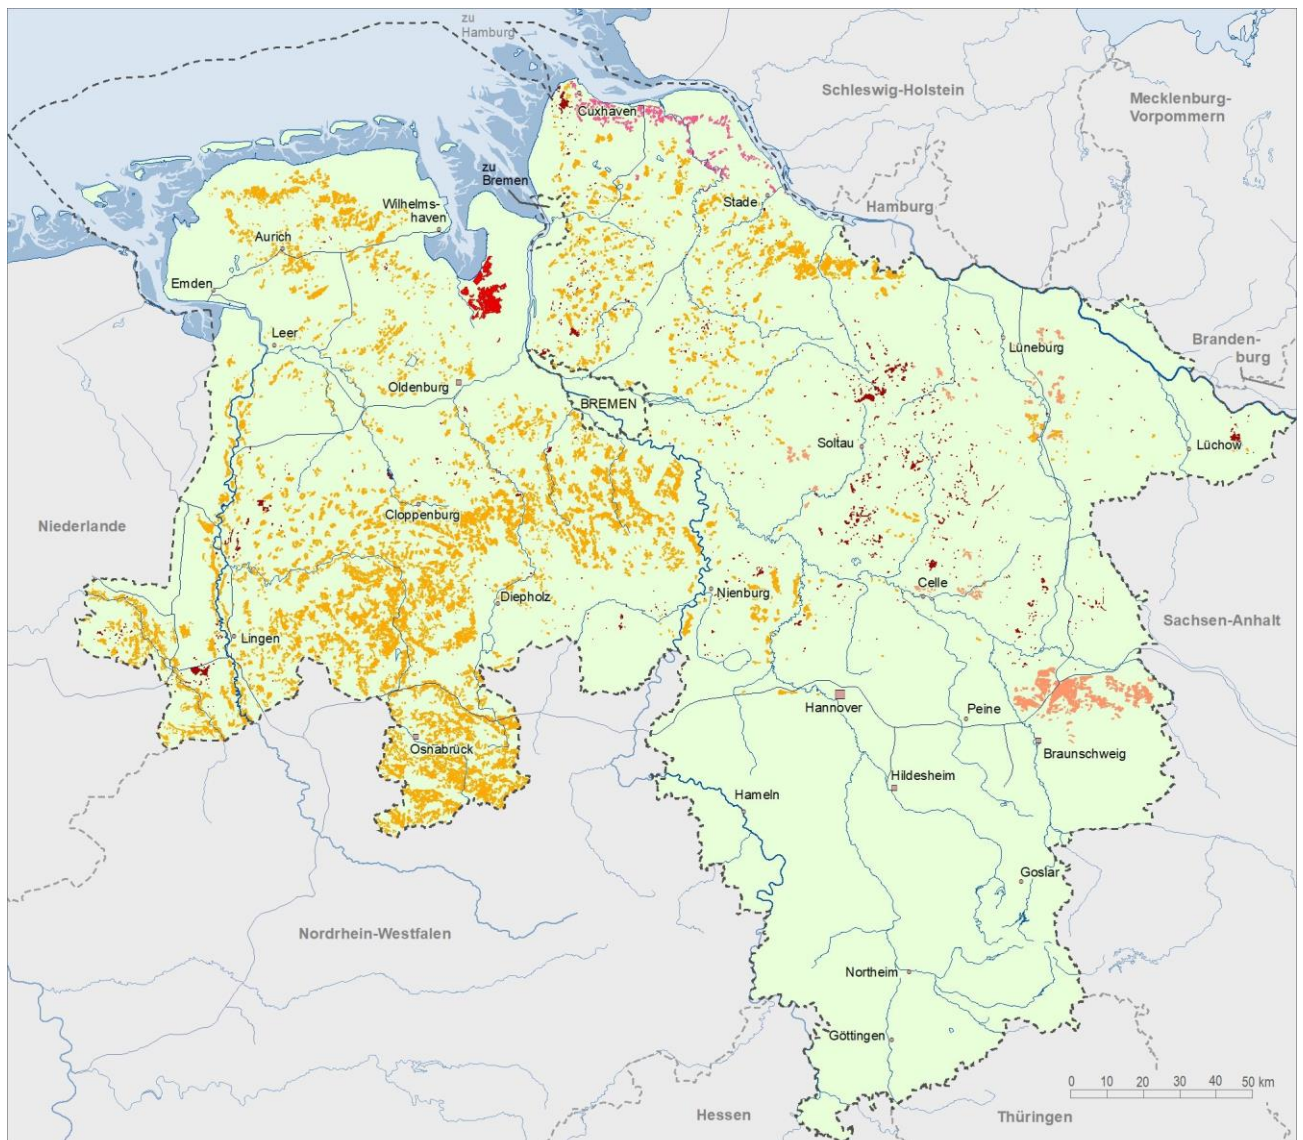 zu
Hamburg
Schleswig-Holstein
Mecklenburg-
Vorpommern
Cuxhaven
zu
Bremen
Wilhelms-
haven
Stade
Hamburg
Aurich
Emden
Leer
Lüneburg
Branden-
burg
Oldenburg
BREMEN
Soltau
Lüchow
Niederlande
Cloppenburg
Celle
Diepholz
Nienburg
Sachsen-Anhalt
Lingen
Hannover
Peine
Osnabrück
Braunschweig
Hildesheim
Hameln
Goslar
Nordrhein-Westfalen
Northeim
Göttingen
0 10 20 30 40 50 km
Hessen
Thüringen